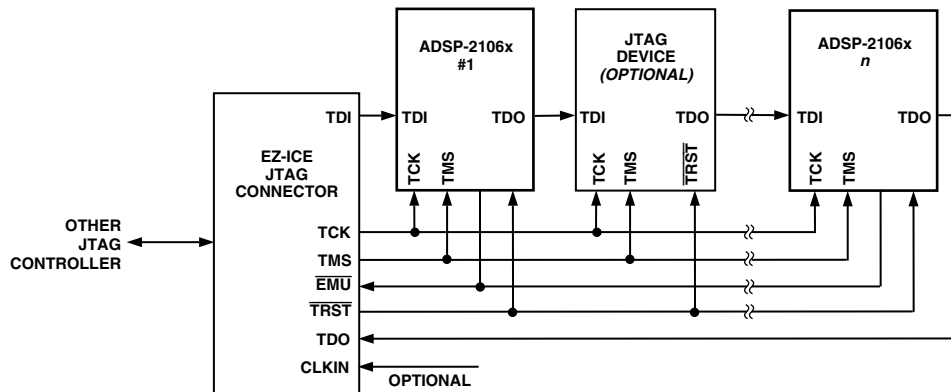 ADSP-2106x
#1
JTAG
DEVICE
(OPTIONAL)
ADSP-2106x
n
TDI
TDI
TDO
TDI
TDO
TDI
TDO
EZ-ICE
JTAG
CONNECTOR
TCK
TMS
TCK
TMS
TRST
TCK
TMS
OTHER
JTAG
CONTROLLER
TCK
TMS
EMU
TRST
TDO
CLKIN
OPTIONAL